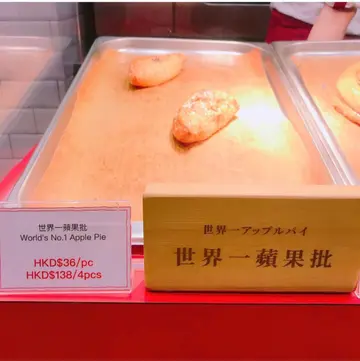 世界一蘋果批
World's No.1 Apple Pie
HKD$36/pc
HKD$138/4pcs
世界一アップルパイ
世界一蘋果批